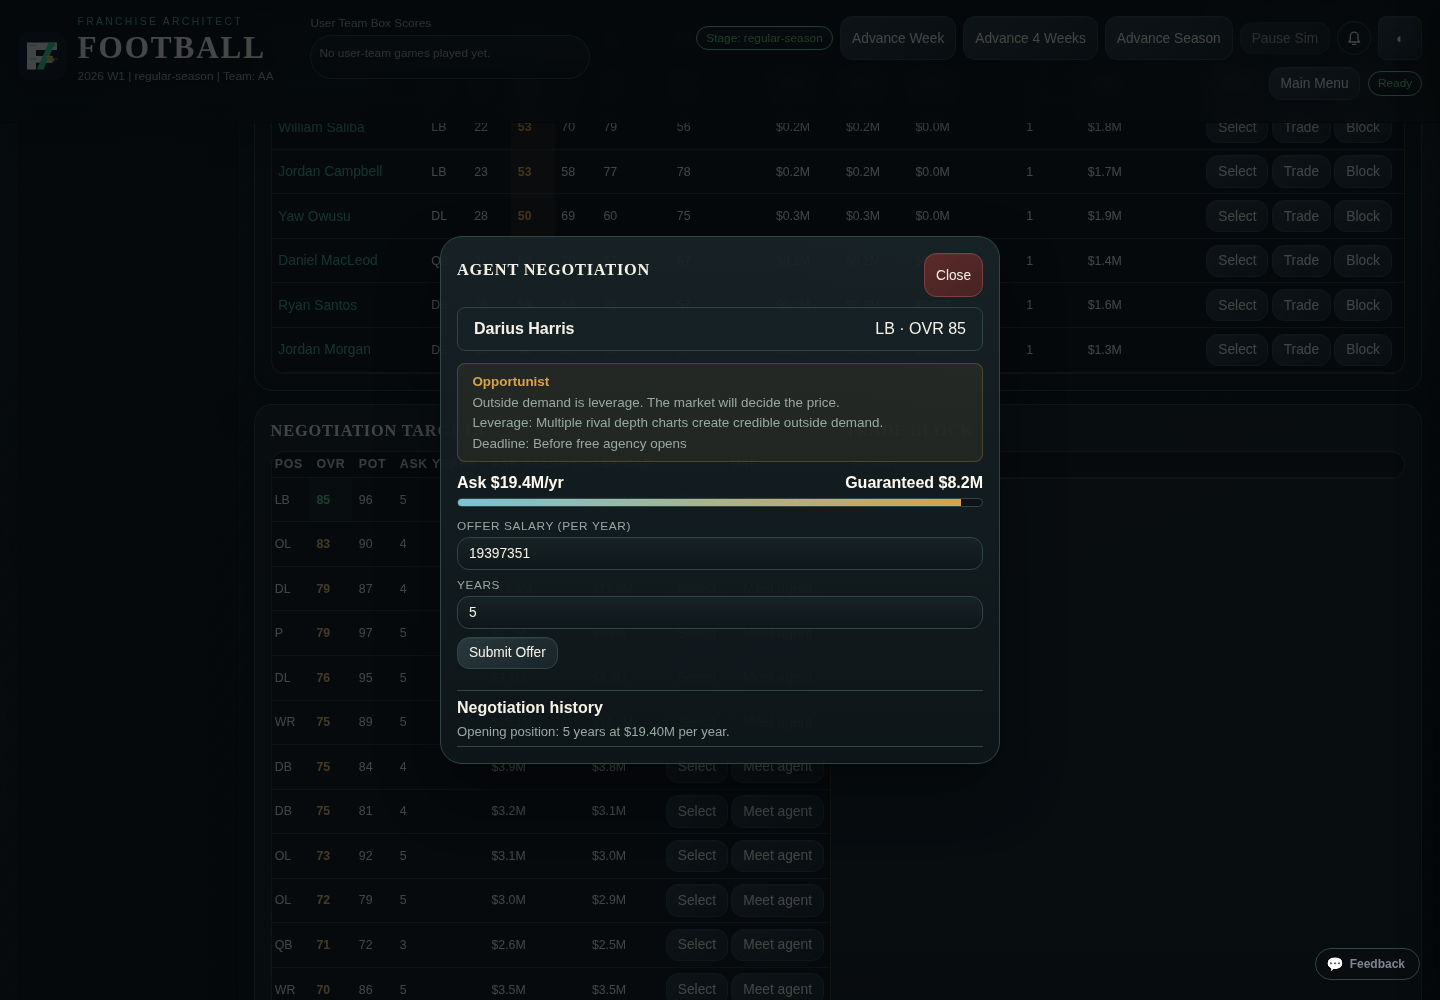 FRANCHISE ARCHITECT
FOOTBALL
2026 W1 | regular-season | Team: AA
User Team Box Scores
No user-team games played yet.
Stage: regular-season
Advance Week
Advance 4 Weeks
Advance Season
Pause Sim
Main Menu
Ready
William Saliba LB 22 53 70 79 56 $0.2M $0.2M $0.0M 1 $1.8M Select Trade Block
Jordan Campbell LB 23 53 58 77 78 $0.2M $0.2M $0.0M 1 $1.7M Select Trade Block
Yaw Owusu DL 28 50 69 60 75 $0.3M $0.3M $0.0M 1 $1.9M Select Trade Block
Daniel MacLeod 1 $1.4M Select Trade Block
Ryan Santos 1 $1.6M Select Trade Block
Jordan Morgan 1 $1.3M Select Trade Block
AGENT NEGOTIATION
Close
Darius Harris LB · OVR 85
Opportunist
Outside demand is leverage. The market will decide the price.
Leverage: Multiple rival depth charts create credible outside demand.
Deadline: Before free agency opens
Ask $19.4M/yr Guaranteed $8.2M
OFFER SALARY (PER YEAR)
19397351
YEARS
5
Submit Offer
Negotiation history
Opening position: 5 years at $19.40M per year.
NEGOTIATION
POS OVR POT ASK
LB 85 96 5
OL 83 90 4
DL 79 87 4
P 79 97 5
DL 76 95 5
WR 75 89 5
DB 75 84 4 $3.9M $3.8M Select Meet agent
DB 75 81 4 $3.2M $3.1M Select Meet agent
OL 73 92 5 $3.1M $3.0M Select Meet agent
OL 72 79 5 $3.0M $2.9M Select Meet agent
QB 71 72 3 $2.6M $2.5M Select Meet agent
WR 70 86 5 $3.5M $3.5M Select Meet agent
Feedback